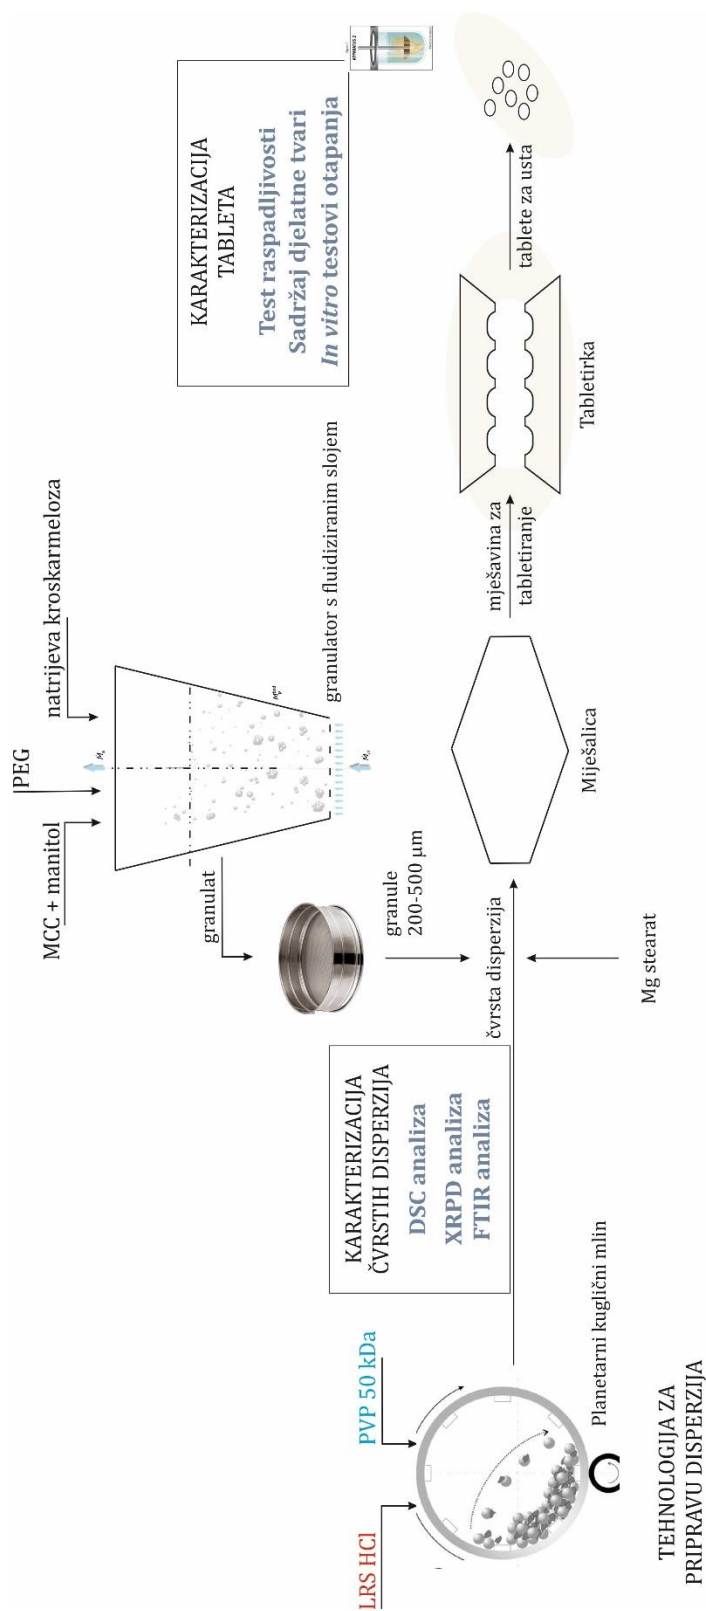 LRS HCl
PVP 50 kDa
Planetarni kuglični mlin
TEHNOLOGIJA ZA
PRIPRAVU DISPERZIJA
KARAKTERIZACIJA
ČVRSTIH DISPERZIJA
DSC analiza
XRPD analiza
FTIR analiza
MCC + manitol
PEG
natrijeva kroskarmeloza
granulator s fluidiziranim slojem
granulat
granule
200-500 µm
čvrsta disperzija
Mg stearat
Miješalica
mješavina za
tabletiranje
Tabletirka
tablete za usta
KARAKTERIZACIJA
TABLETA
Test raspadljivosti
Sadržaj djelatne tvari
In vitro testovi otapanja